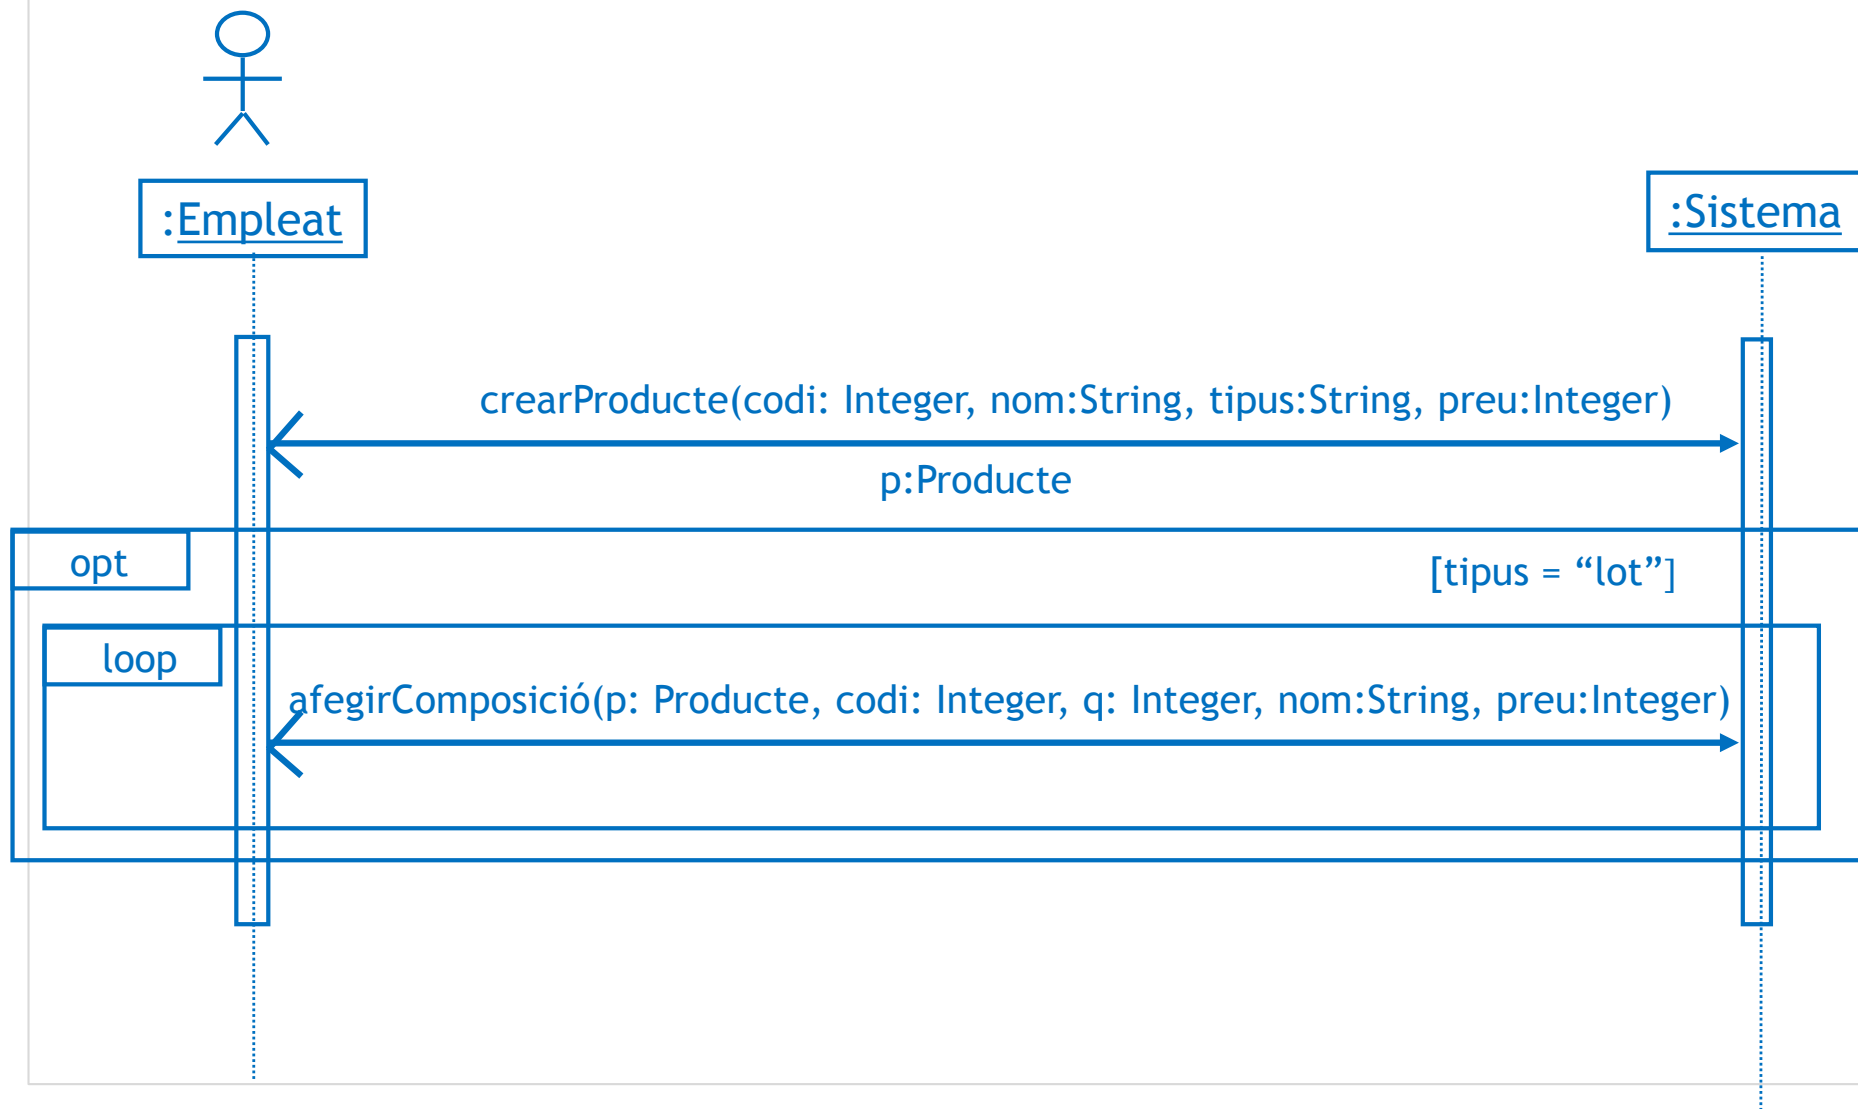 :Empleat
:Sistema
crearProducte(codi: Integer, nom:String, tipus:String, preu:Integer)
p:Producte
opt
[tipus = “lot”]
loop
afegirComposició(p: Producte, codi: Integer, q: Integer, nom:String, preu:Integer)